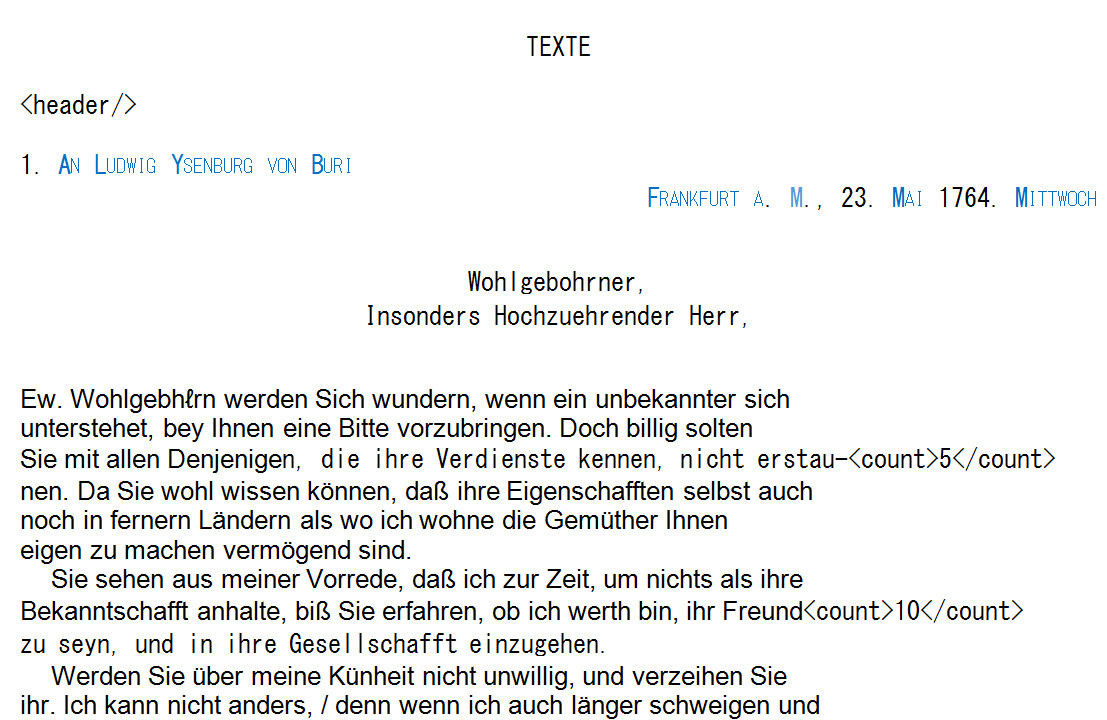 TEXTE
<header/>
1. An Ludwig Ysenburg von Buri
Frankfurt a. M., 23. Mai 1764. Mittwoch
Wohlgebohrner,
Insonders Hochzuehrender Herr,
Ew. Wohlgebhℓrn werden Sich wundern, wenn ein unbekannter sich
unterstehet, bey Ihnen eine Bitte vorzubringen. Doch billig solten
Sie mit allen Denjenigen, die ihre Verdienste kennen, nicht erstau-<count>5</count>
nen. Da Sie wohl wissen können, daß ihre Eigenschafften selbst auch
noch in fernern Ländern als wo ich wohne die Gemüther Ihnen
eigen zu machen vermögend sind.
Sie sehen aus meiner Vorrede, daß ich zur Zeit, um nichts als ihre
Bekanntschafft anhalte, biß Sie erfahren, ob ich werth bin, ihr Freund<count>10</count>
zu seyn, und in ihre Gesellschafft einzugehen.
Werden Sie über meine Künheit nicht unwillig, und verzeihen Sie
ihr. Ich kann nicht anders, / denn wenn ich auch länger schweigen und